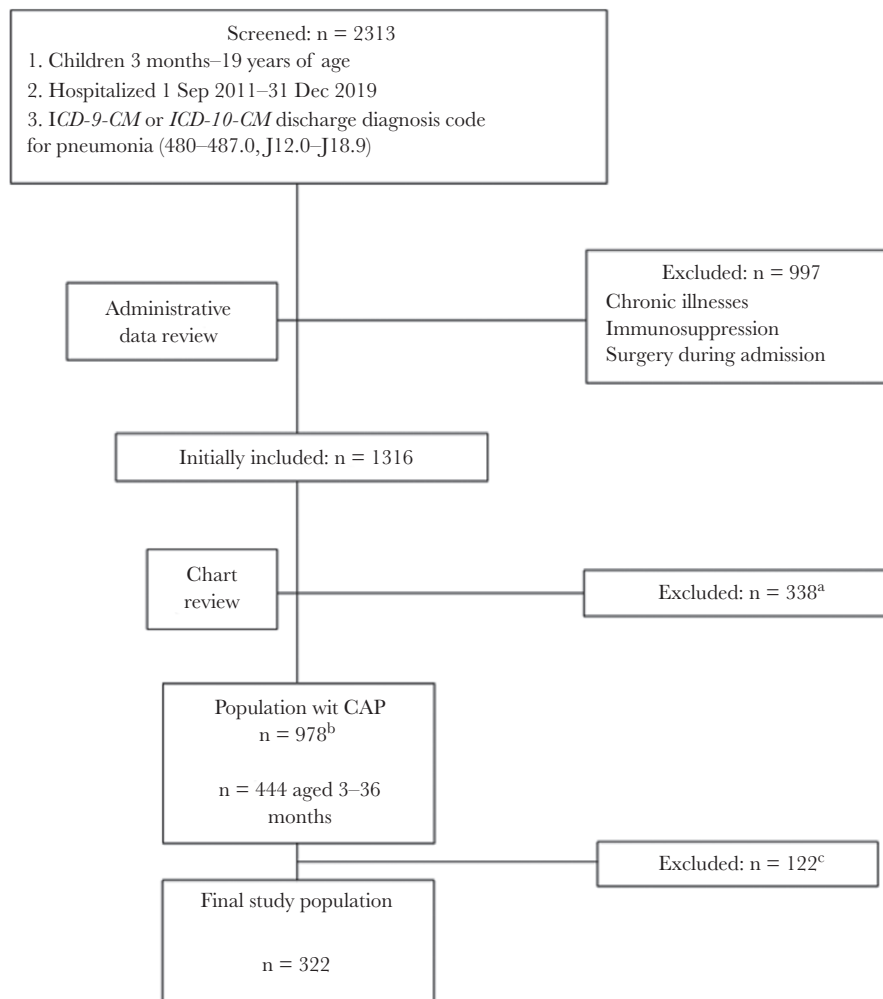 Screened: n = 2313
1. Children 3 months–19 years of age
2. Hospitalized 1 Sep 2011–31 Dec 2019
3. ICD-9-CM or ICD-10-CM discharge diagnosis code
for pneumonia (480–487.0, J12.0–J18.9)
Administrative
data review
Excluded: n = 997
Chronic illnesses
Immunosuppression
Surgery during admission
Initially included: n = 1316
Chart
review
Excluded: n = 338a
Population wit CAP
n = 978b
n = 444 aged 3–36
months
Excluded: n = 122c
Final study population
n = 322